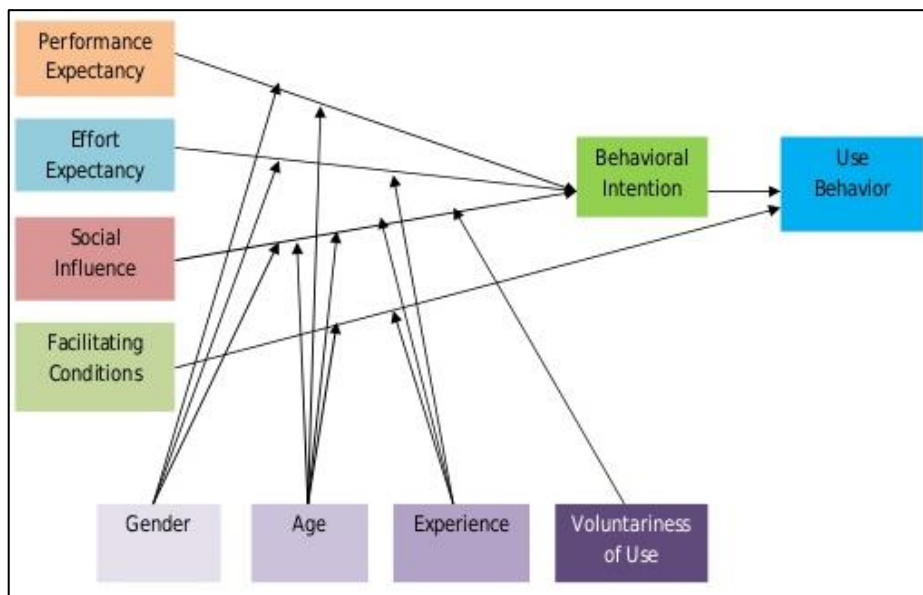 Performance
Expectancy
Effort
Expectancy
Social
Influence
Facilitating
Conditions
Behavioral
Intention
Use
Behavior
Gender
Age
Experience
Voluntariness
of Use